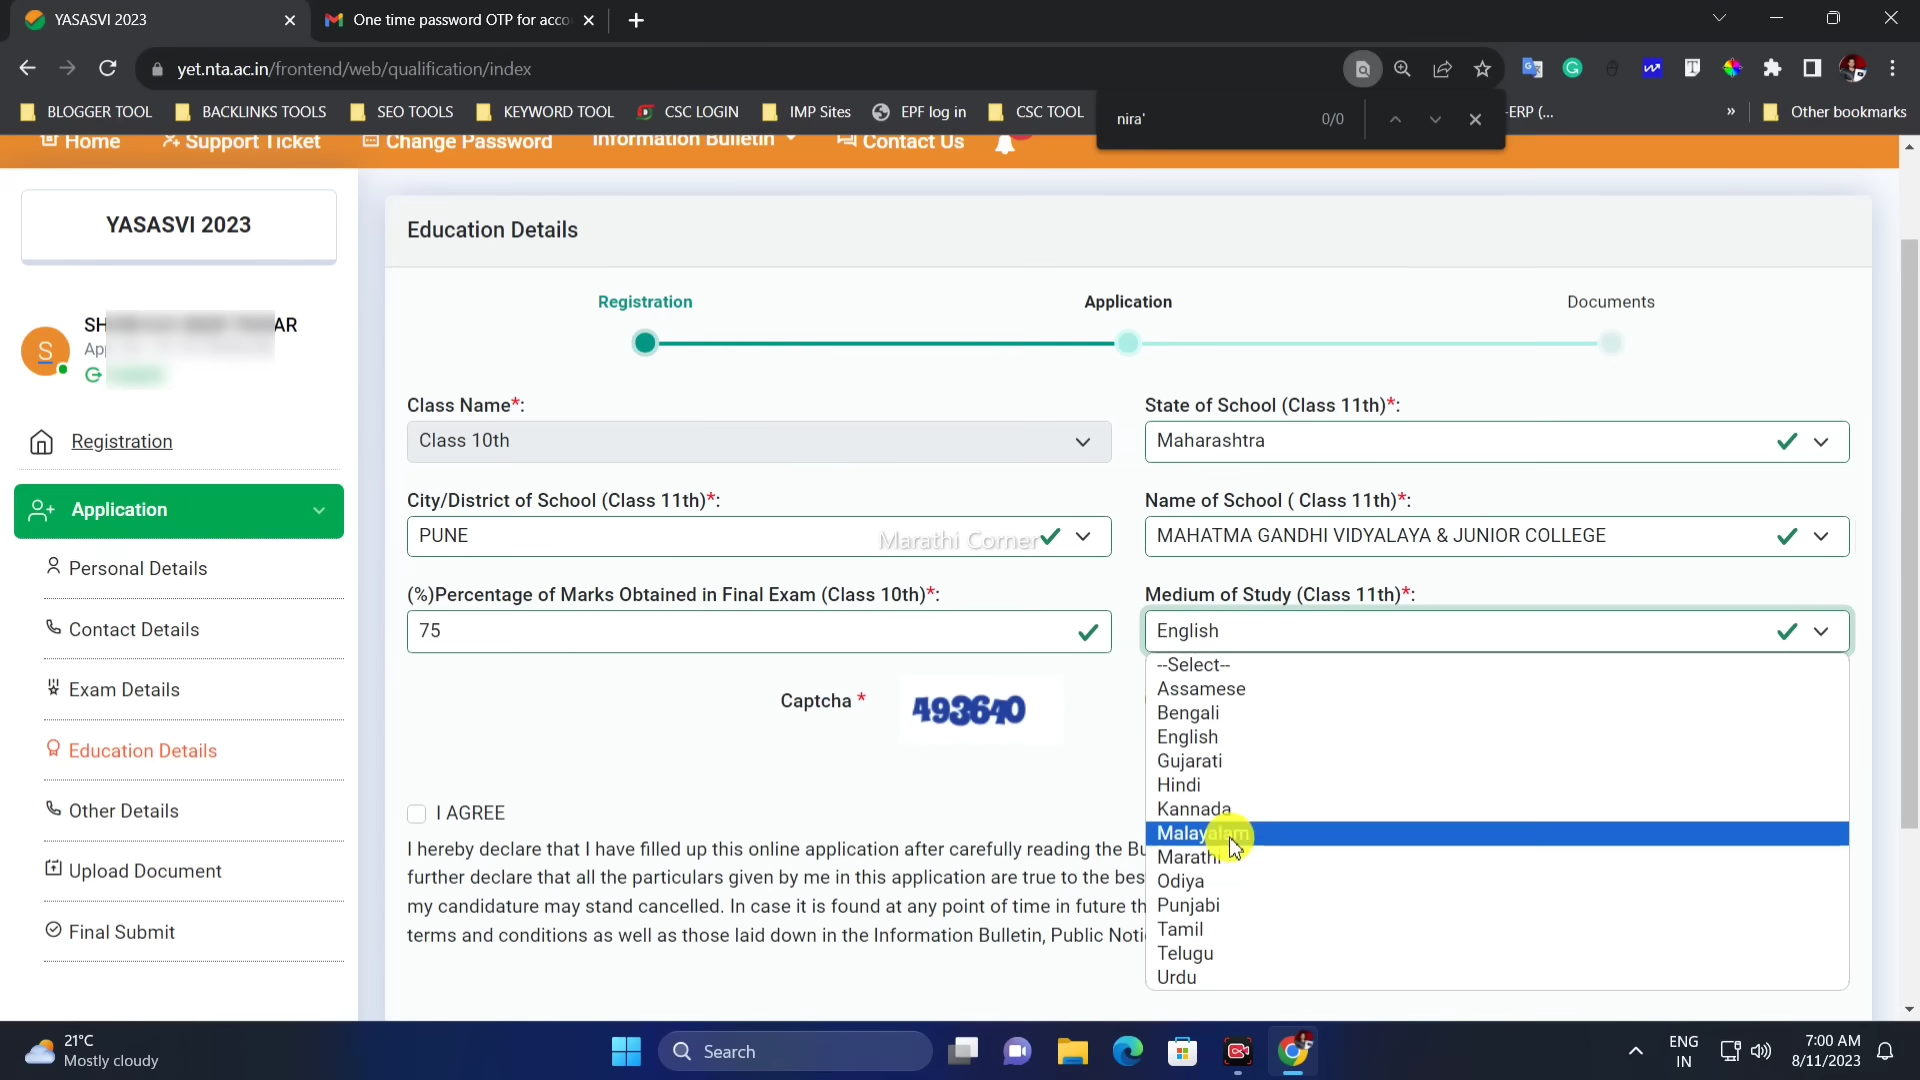 YASASVI 2023
One time password OTP for acco
yet.nta.ac.in/frontend/web/qualification/index
BLOGGER TOOL
BACKLINKS TOOLS
SEO TOOLS
KEYWORD TOOL
CSC LOGIN
IMP Sites
EPF log in
CSC TOOL
nira'
0/0
-ERP (...
»
Other bookmarks
Home
Support Ticket
Change Password
Information Bulletin
Contact Us
YASASVI 2023
SH
AR
S
Registration
Application
Personal Details
Contact Details
Exam Details
Education Details
Other Details
Upload Document
Final Submit
Education Details
Registration
Application
Documents
Class Name*:
State of School (Class 11th)*:
Class 10th
Maharashtra
City/District of School (Class 11th)*:
Name of School ( Class 11th)*:
PUNE
Marathi Corner
MAHATMA GANDHI VIDYALAYA & JUNIOR COLLEGE
(%)Percentage of Marks Obtained in Final Exam (Class 10th)*:
Medium of Study (Class 11th)*:
75
English
--Select--
Assamese
Bengali
English
Gujarati
Hindi
Kannada
Malayalam
Marathi
Odiya
Punjabi
Tamil
Telugu
Urdu
Captcha *
493640
I AGREE
I hereby declare that I have filled up this online application after carefully reading the
further declare that all the particulars given by me in this application are true to the
my candidature may stand cancelled. In case it is found at any point of time in future
terms and conditions as well as those laid down in the Information Bulletin, Public
21°C
Mostly cloudy
Search
ENG
IN
7:00 AM
8/11/2023